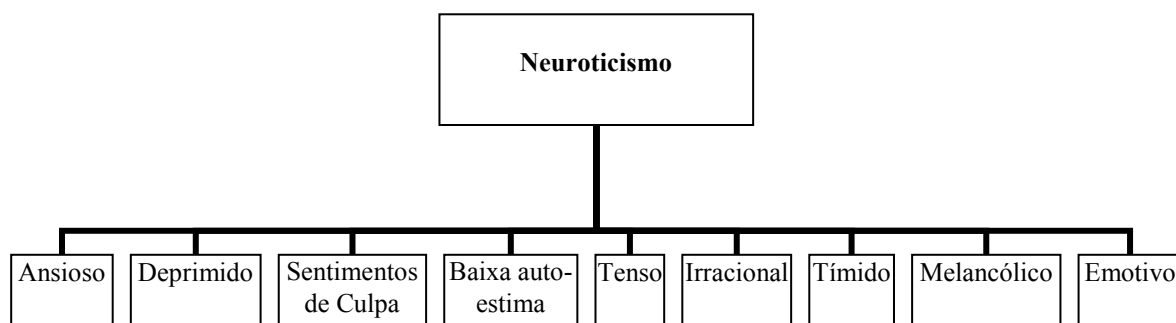 Neuroticismo
Ansioso
Deprimido
Sentimentos
de Culpa
Baixa auto-
estima
Tenso
Irracional
Tímido
Melancólico
Emotivo